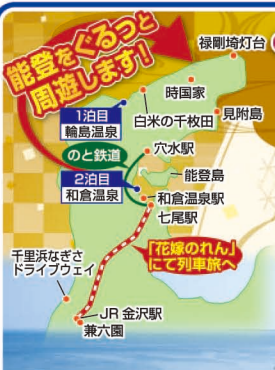 能登をぐるっと
周遊します!
禄剛埼灯台
時国家
1泊目
輪島温泉
白米の千枚田
見附島
のと鉄道
穴水駅
能登島
2泊目
和倉温泉
和倉温泉駅
七尾駅
「花嫁のれん」
にて列車旅へ
千里浜なぎさ
ドライブウェイ
JR 金沢駅
兼六園